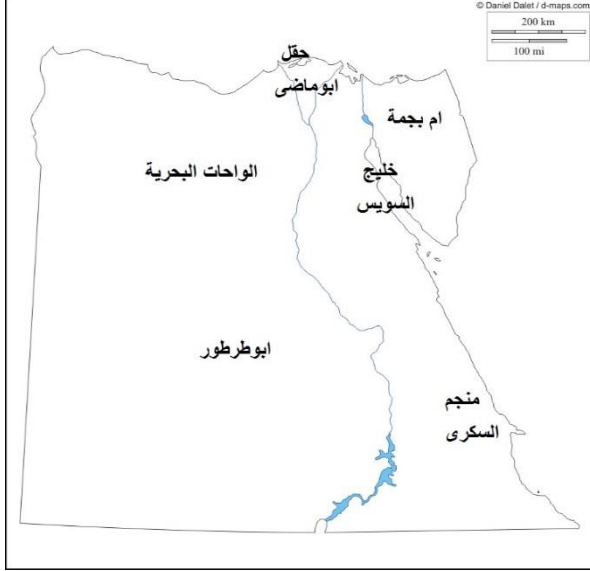 © Daniel Dalet / d-maps.com
200 km
100 mi
حقل
ابوماضى
ام بجمة
الواحات البحرية
خليج
السويس
ابوطرطور
منجم
السكرى